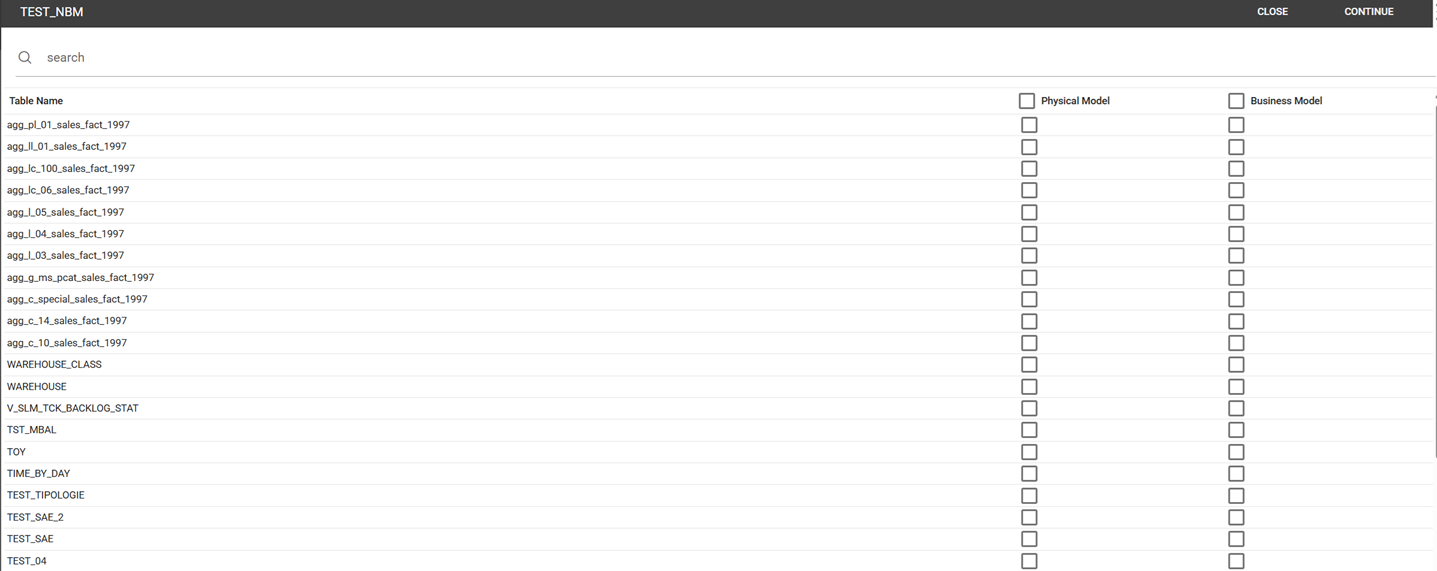 TEST_NBM CLOSE CONTINUE
search
Table Name Physical Model Business Model
agg_pl_01_sales_fact_1997
agg_ll_01_sales_fact_1997
agg_lc_100_sales_fact_1997
agg_lc_06_sales_fact_1997
agg_l_05_sales_fact_1997
agg_l_04_sales_fact_1997
agg_l_03_sales_fact_1997
agg_g_ms_pcat_sales_fact_1997
agg_c_special_sales_fact_1997
agg_c_14_sales_fact_1997
agg_c_10_sales_fact_1997
WAREHOUSE_CLASS
WAREHOUSE
V_SLM_TCK_BACKLOG_STAT
TST_MBAL
TOY
TIME_BY_DAY
TEST_TIPOLOGIE
TEST_SAE_2
TEST_SAE
TEST_04